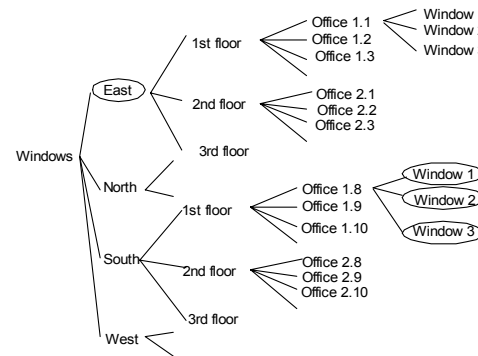 Office 1.1
Window
1st floor
Office 1.2
Window
Office 1.3
Window
East
Office 2.1
2nd floor
Office 2.2
Office 2.3
Windows
3rd floor
North
Office 1.8
Window 1
1st floor
Office 1.9
Window 2
Office 1.10
Window 3
South
Office 2.8
2nd floor
Office 2.9
Office 2.10
3rd floor
West